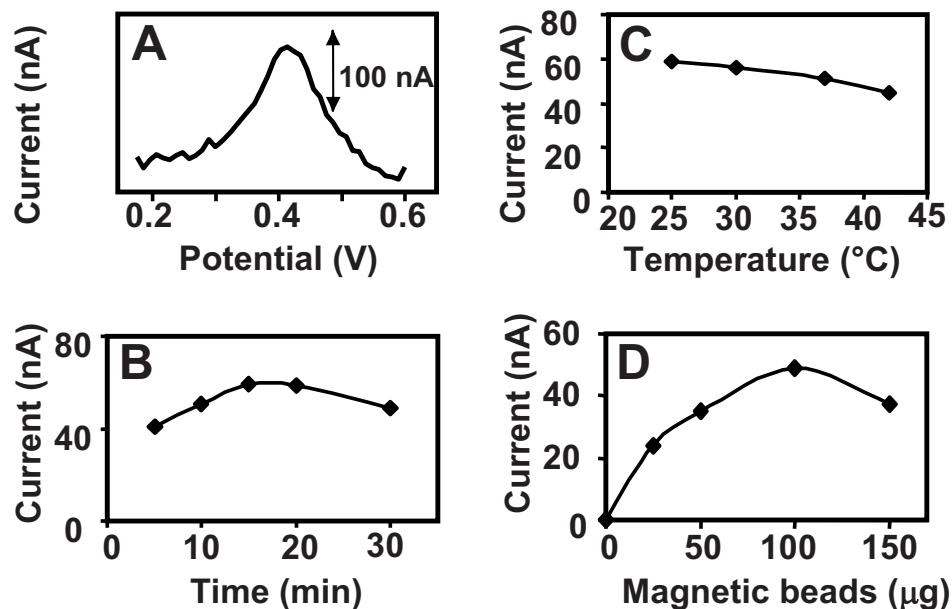 A
Current (nA)
100 nA
0.2 0.4 0.6
Potential (V)
C
Current (nA)
80
60
40
20
0
20 25 30 35 40 45
Temperature (°C)
B
Current (nA)
80
40
0
0 10 20 30
Time (min)
D
Current (nA)
60
40
20
0
0 50 100 150
Magnetic beads (μg)